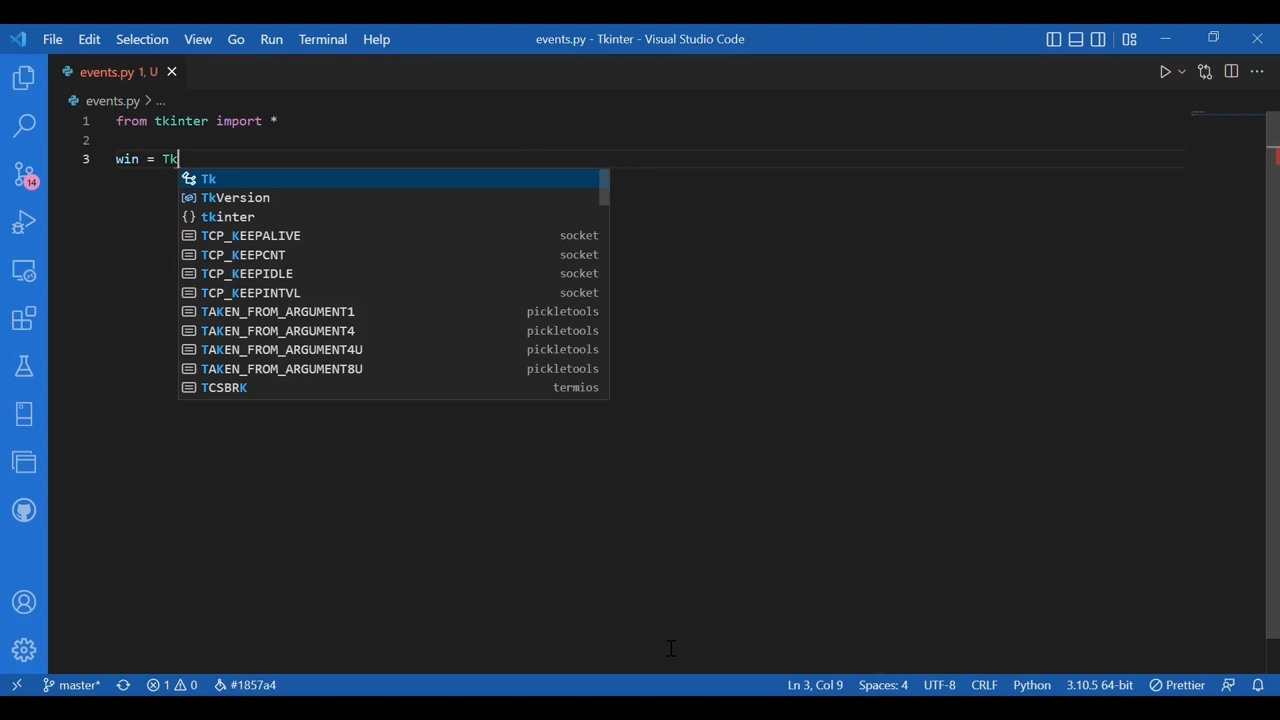 File Edit Selection View Go Run Terminal Help events.py - Tkinter - Visual Studio Code
events.py 1, U
events.py > ...
1 from tkinter import *
2
3 win = Tk
Tk
TkVersion
{} tkinter
TCP_KEEPALIVE socket
TCP_KEEPCNT socket
TCP_KEEPIDLE socket
TCP_KEEPINTVL socket
TAKEN_FROM_ARGUMENT1 pickletools
TAKEN_FROM_ARGUMENT4 pickletools
TAKEN_FROM_ARGUMENT4U pickletools
TAKEN_FROM_ARGUMENT8U pickletools
TCSBRK termios
14
master* 1 0 #1857a4 Ln 3, Col 9 Spaces: 4 UTF-8 CRLF Python 3.10.5 64-bit Prettier